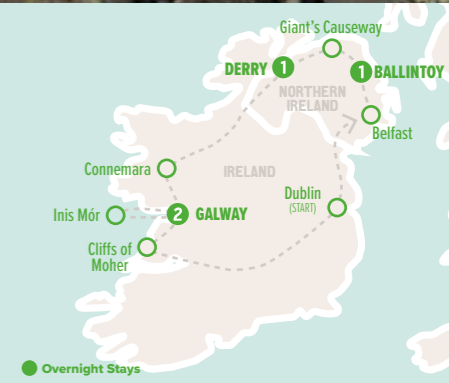 Giant's Causeway
DERRY 1
1 BALLINTOY
NORTHERN
IRELAND
Belfast
Connemara
IRELAND
Dublin
(START)
Inis Mór
2 GALWAY
Cliffs of
Moher
Overnight Stays